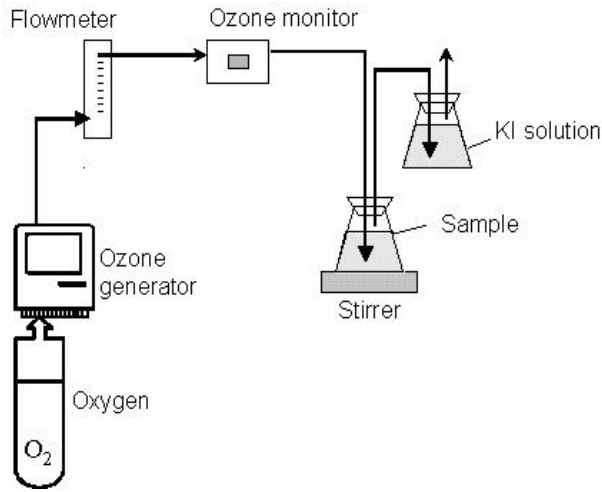 Flowmeter
Ozone monitor
KI solution
Sample
Ozone
generator
Stirrer
Oxygen
O₂